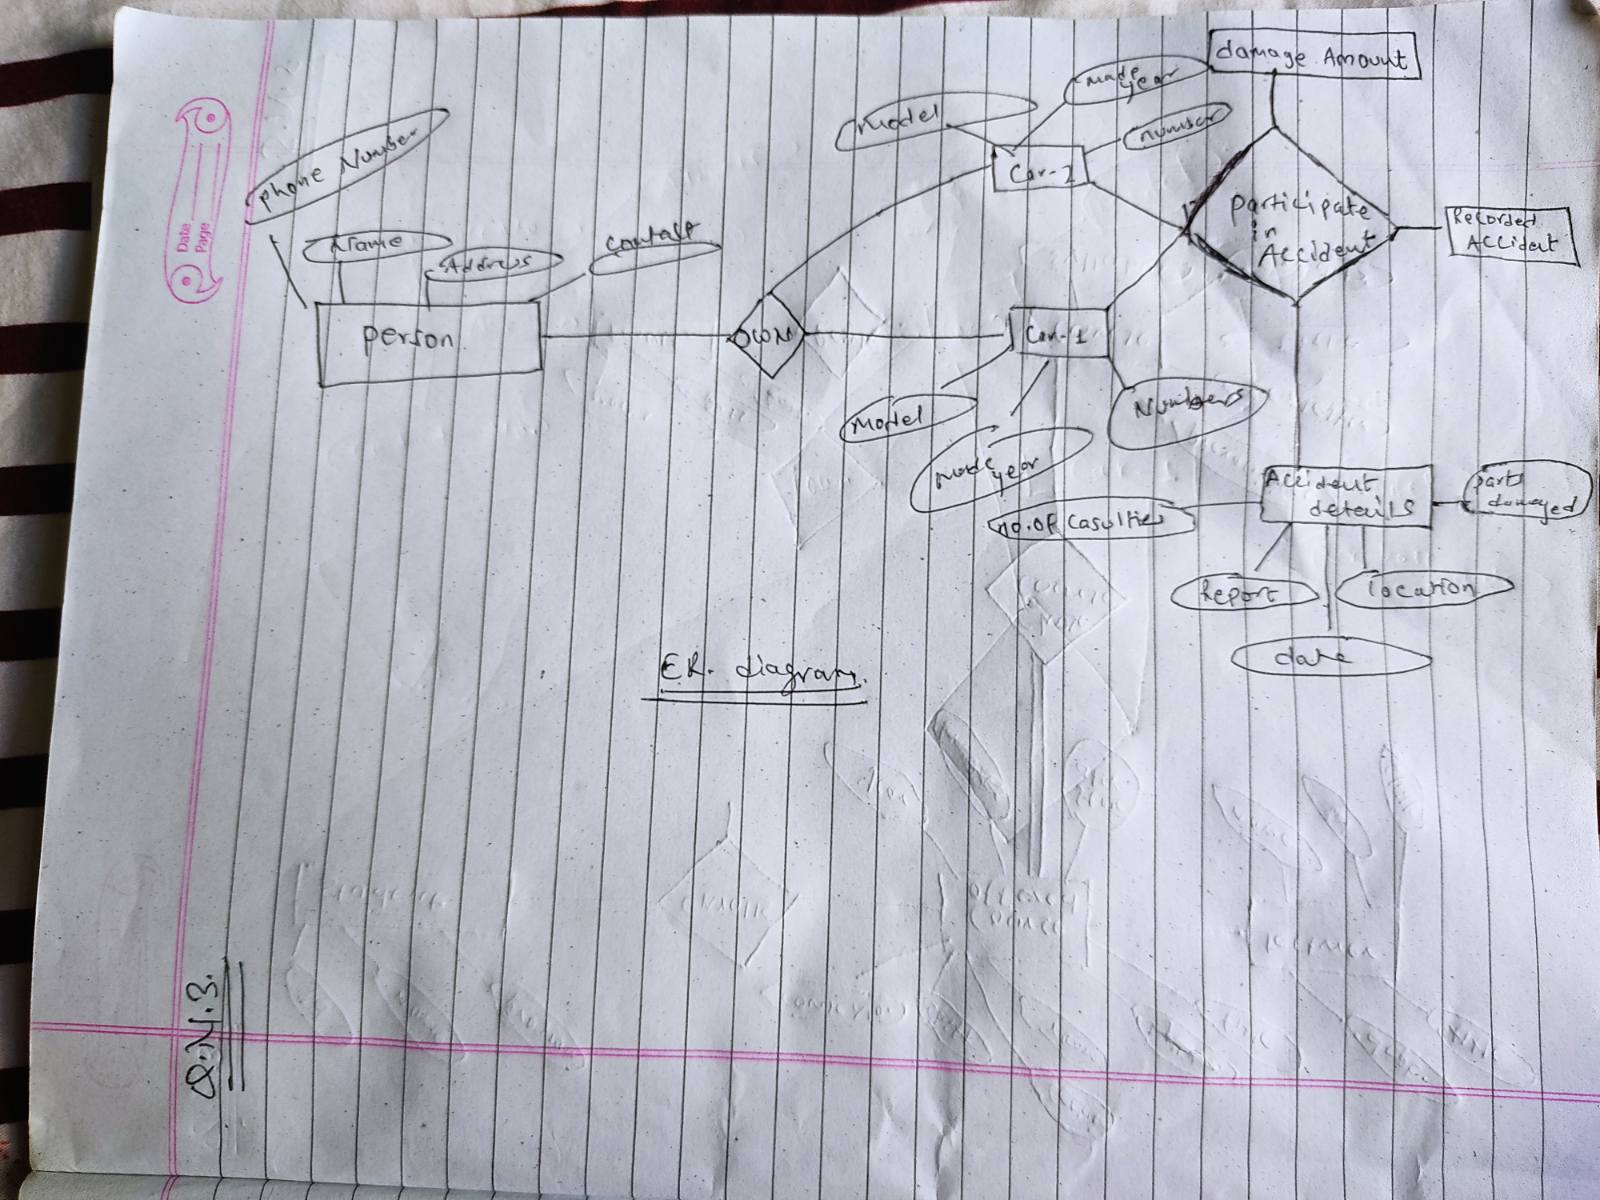 damage Amount
made
year
Model
number
phone Number
Car-2
Name
Address
contact
participate
in
Accident
Recorded
Accident
Date
Page
person
OWN
Car-1
Model
Numbers
made
year
no. of Casulties
Accident
details
parts
damaged
Report
location
date
ER. diagram.
Q.N.3.